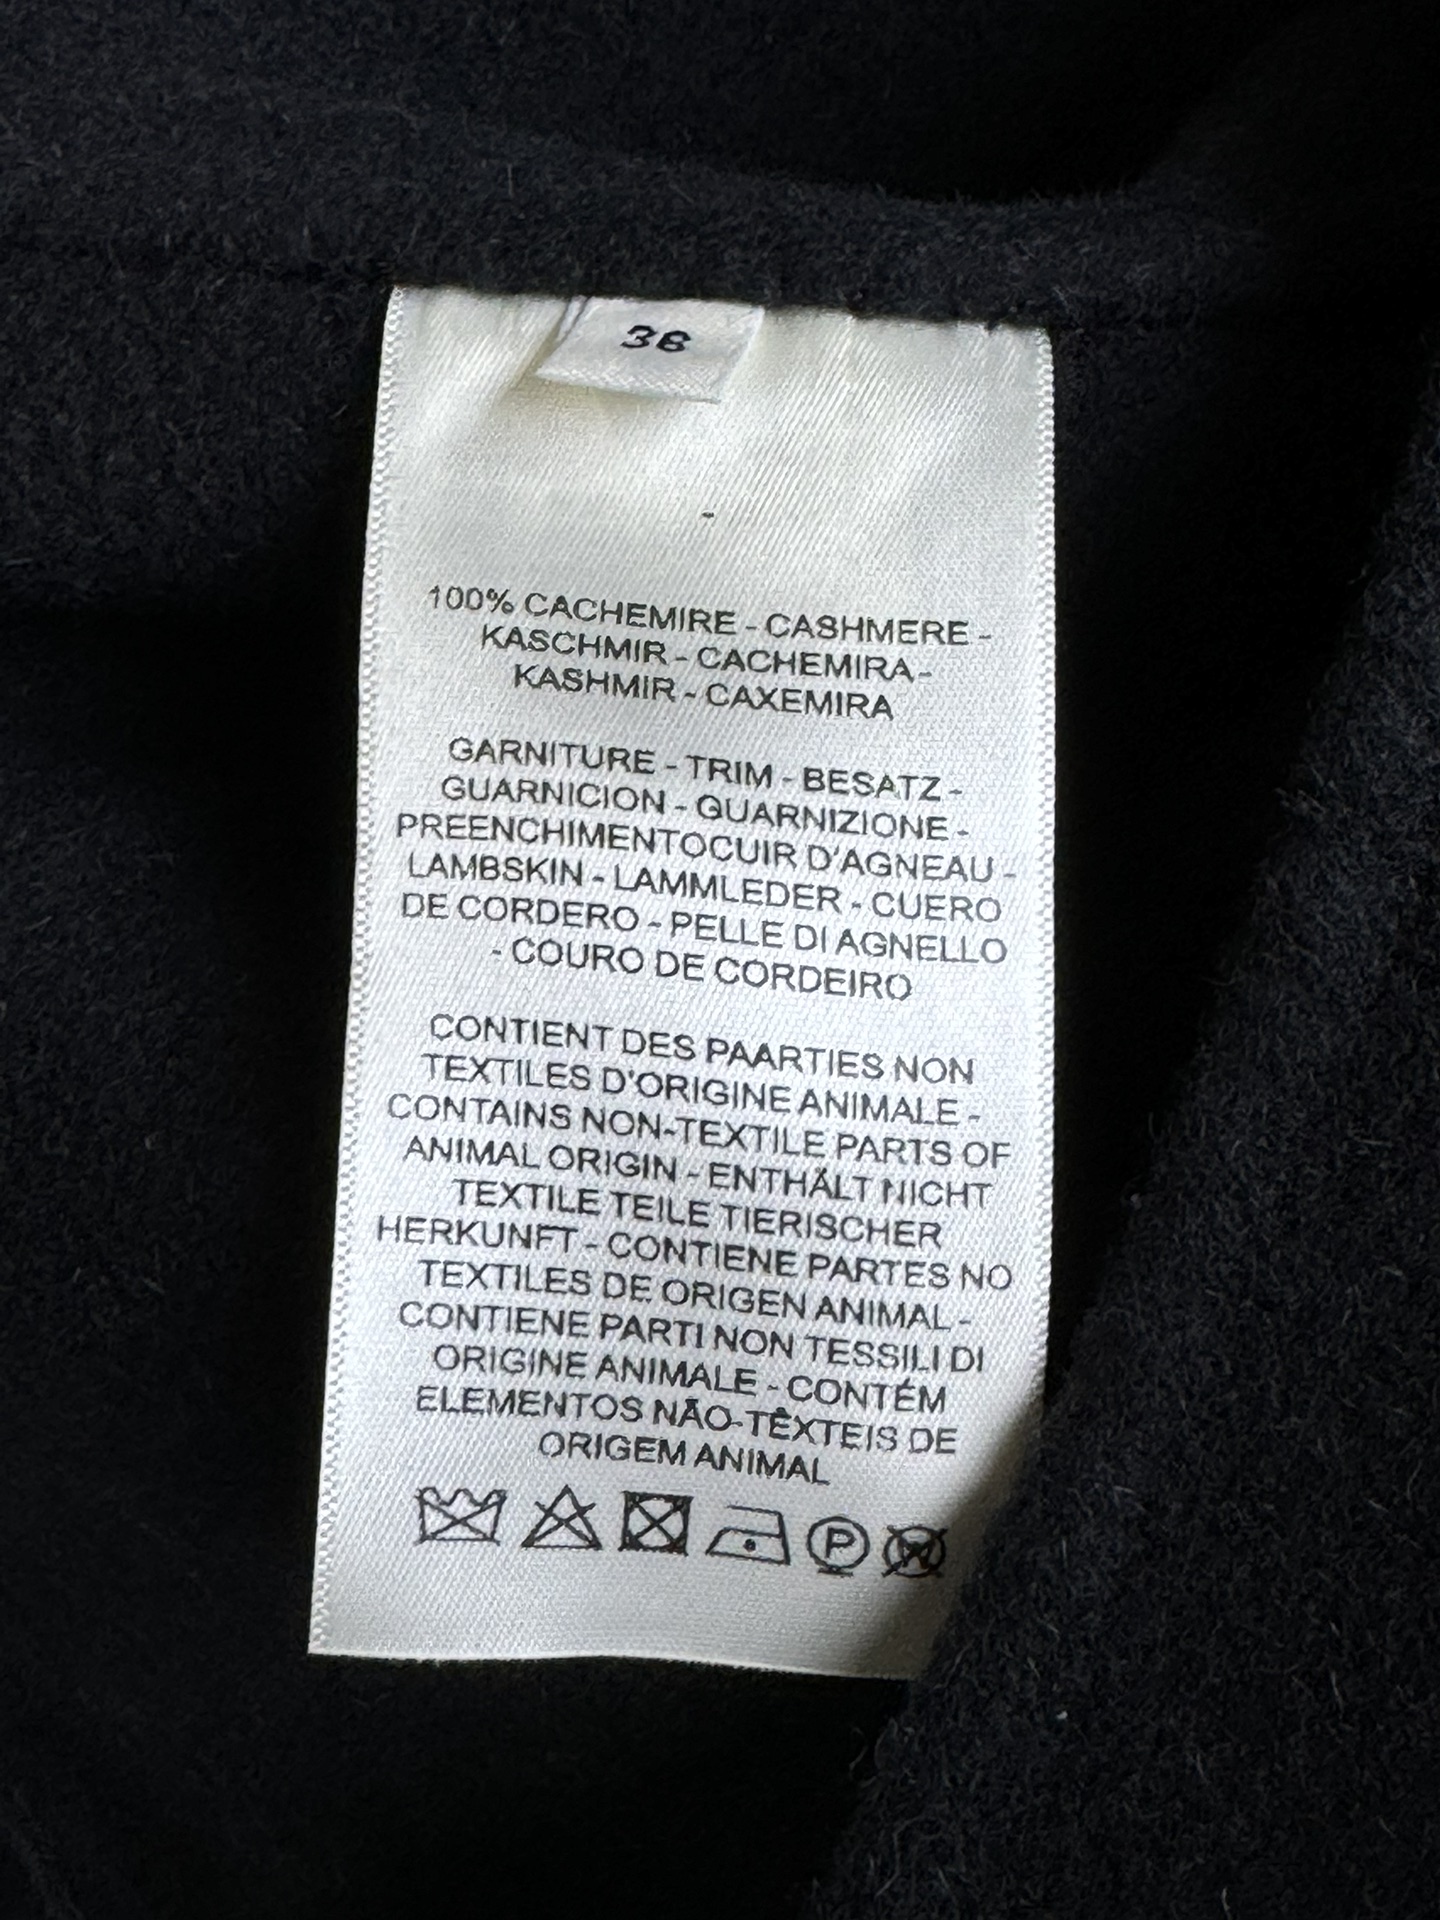 36
100% CACHEMIRE - CASHMERE -
KASCHMIR - CACHEMIRA -
KASHMIR - CAXEMIRA
GARNITURE - TRIM - BESATZ -
GUARNICION - GUARNIZIONE -
PREENCHIMENTOCUIR D'AGNEAU -
LAMBSKIN - LAMMLEDER - CUERO
DE CORDERO - PELLE DI AGNELLO
- COURO DE CORDEIRO
CONTIENT DES PAARTIES NON
TEXTILES D'ORIGINE ANIMALE -
CONTAINS NON-TEXTILE PARTS OF
ANIMAL ORIGIN - ENTHÄLT NICHT
TEXTILE TEILE TIERISCHER
HERKUNFT - CONTIENE PARTES NO
TEXTILES DE ORIGEN ANIMAL -
CONTIENE PARTI NON TESSILI DI
ORIGINE ANIMALE - CONTÉM
ELEMENTOS NÃO-TÊXTEIS DE
ORIGEM ANIMAL
P W